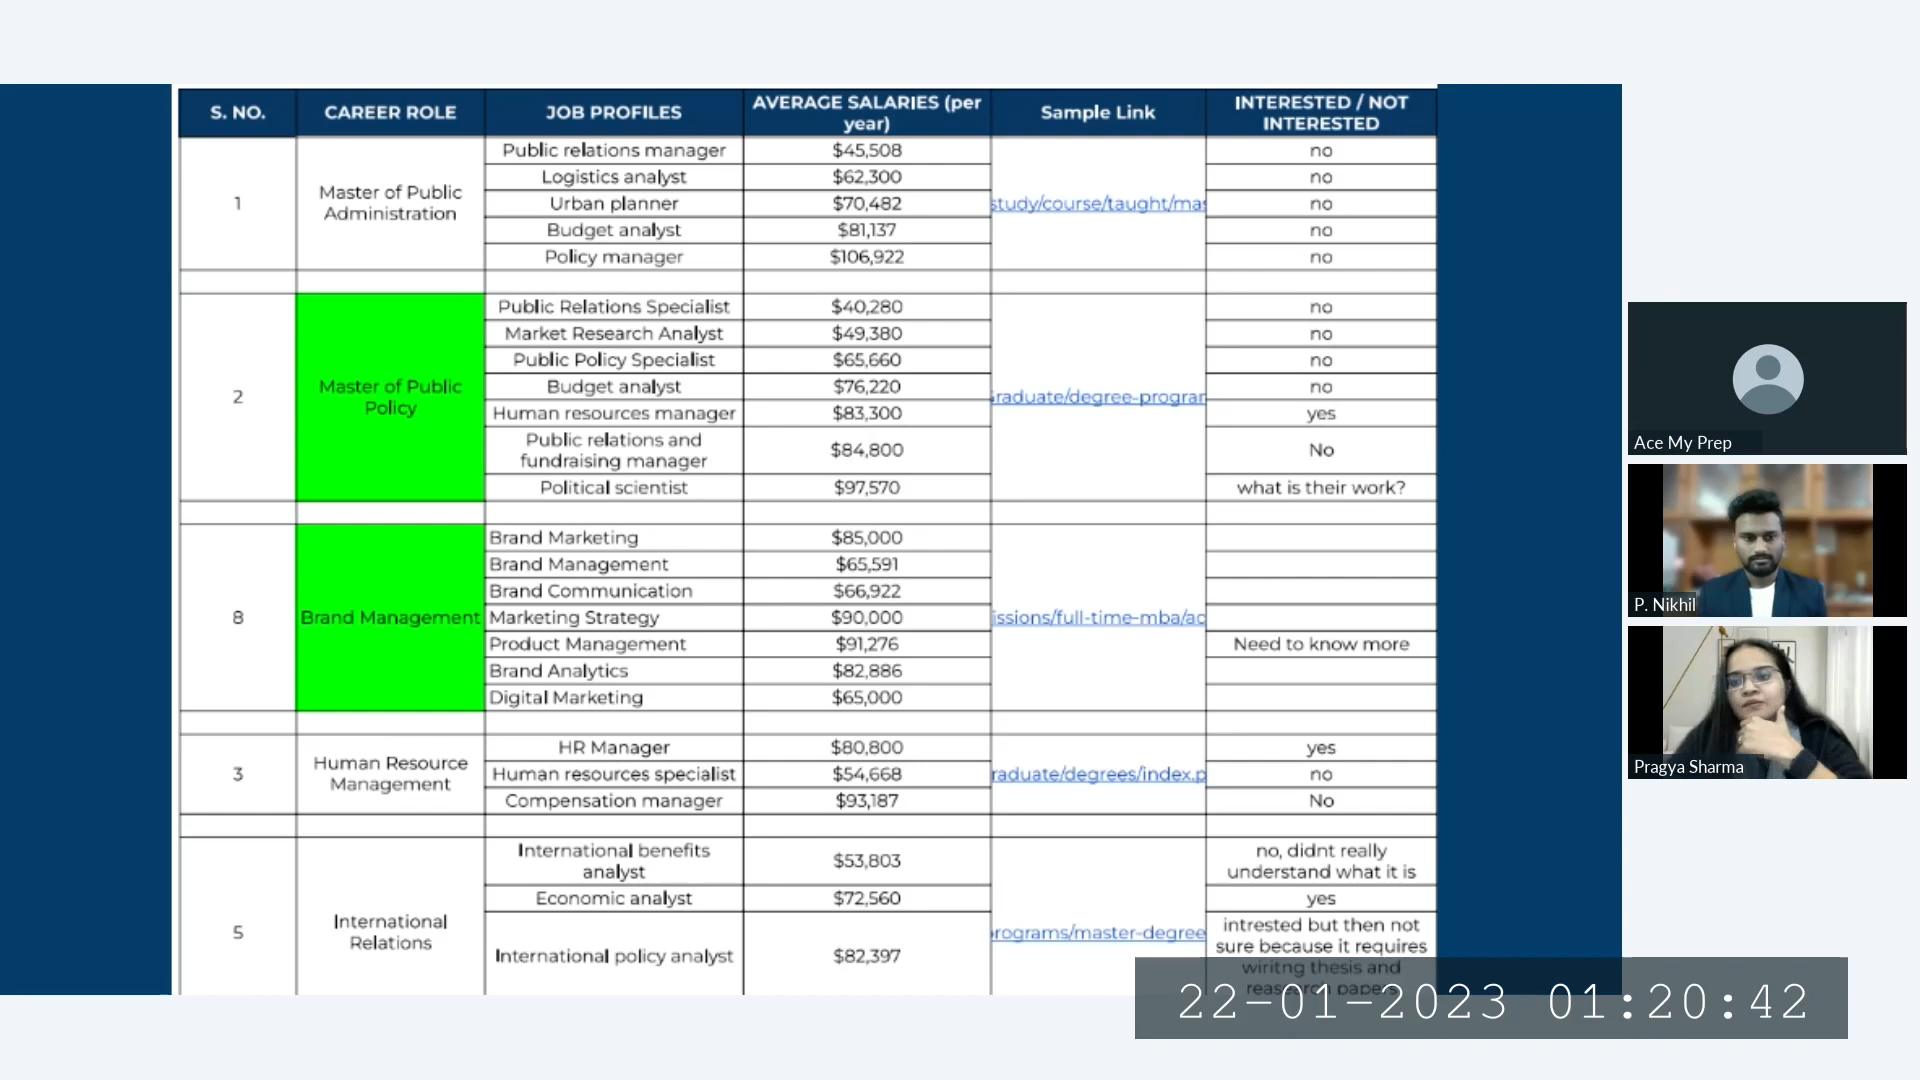 S. NO. CAREER ROLE JOB PROFILES AVERAGE SALARIES (per year) Sample Link INTERESTED / NOT INTERESTED
1 Master of Public Administration study/course/taught/mas
Public relations manager $45,508 no
Logistics analyst $62,300 no
Urban planner $70,482 no
Budget analyst $81,137 no
Policy manager $106,922 no
2 Master of Public Policy raduate/degree-program
Public Relations Specialist $40,280 no
Market Research Analyst $49,380 no
Public Policy Specialist $65,660 no
Budget analyst $76,220 no
Human resources manager $83,300 yes
Public relations and fundraising manager $84,800 No
Political scientist $97,570 what is their work?
8 Brand Management issions/full-time-mba/ac
Brand Marketing $85,000
Brand Management $65,591
Brand Communication $66,922
Marketing Strategy $90,000
Product Management $91,276 Need to know more
Brand Analytics $82,886
Digital Marketing $65,000
3 Human Resource Management raduate/degrees/index.p
HR Manager $80,800 yes
Human resources specialist $54,668 no
Compensation manager $93,187 No
5 International Relations rograms/master-degree
International benefits analyst $53,803 no, didnt really understand what it is
Economic analyst $72,560 yes
International policy analyst $82,397 intrested but then not sure because it requires wiritng thesis and
Ace My Prep
P. Nikhil
Pragya Sharma
22-01-2023 01:20:42